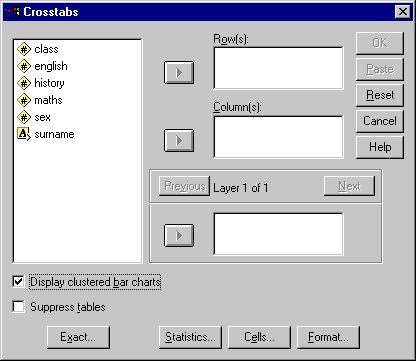 Crosstabs
class
english
history
maths
sex
surname
Row(s):
Column(s):
OK
Paste
Reset
Cancel
Help
Previous
Layer 1 of 1
Next
Display clustered bar charts
Suppress tables
Exact...
Statistics...
Cells...
Format...